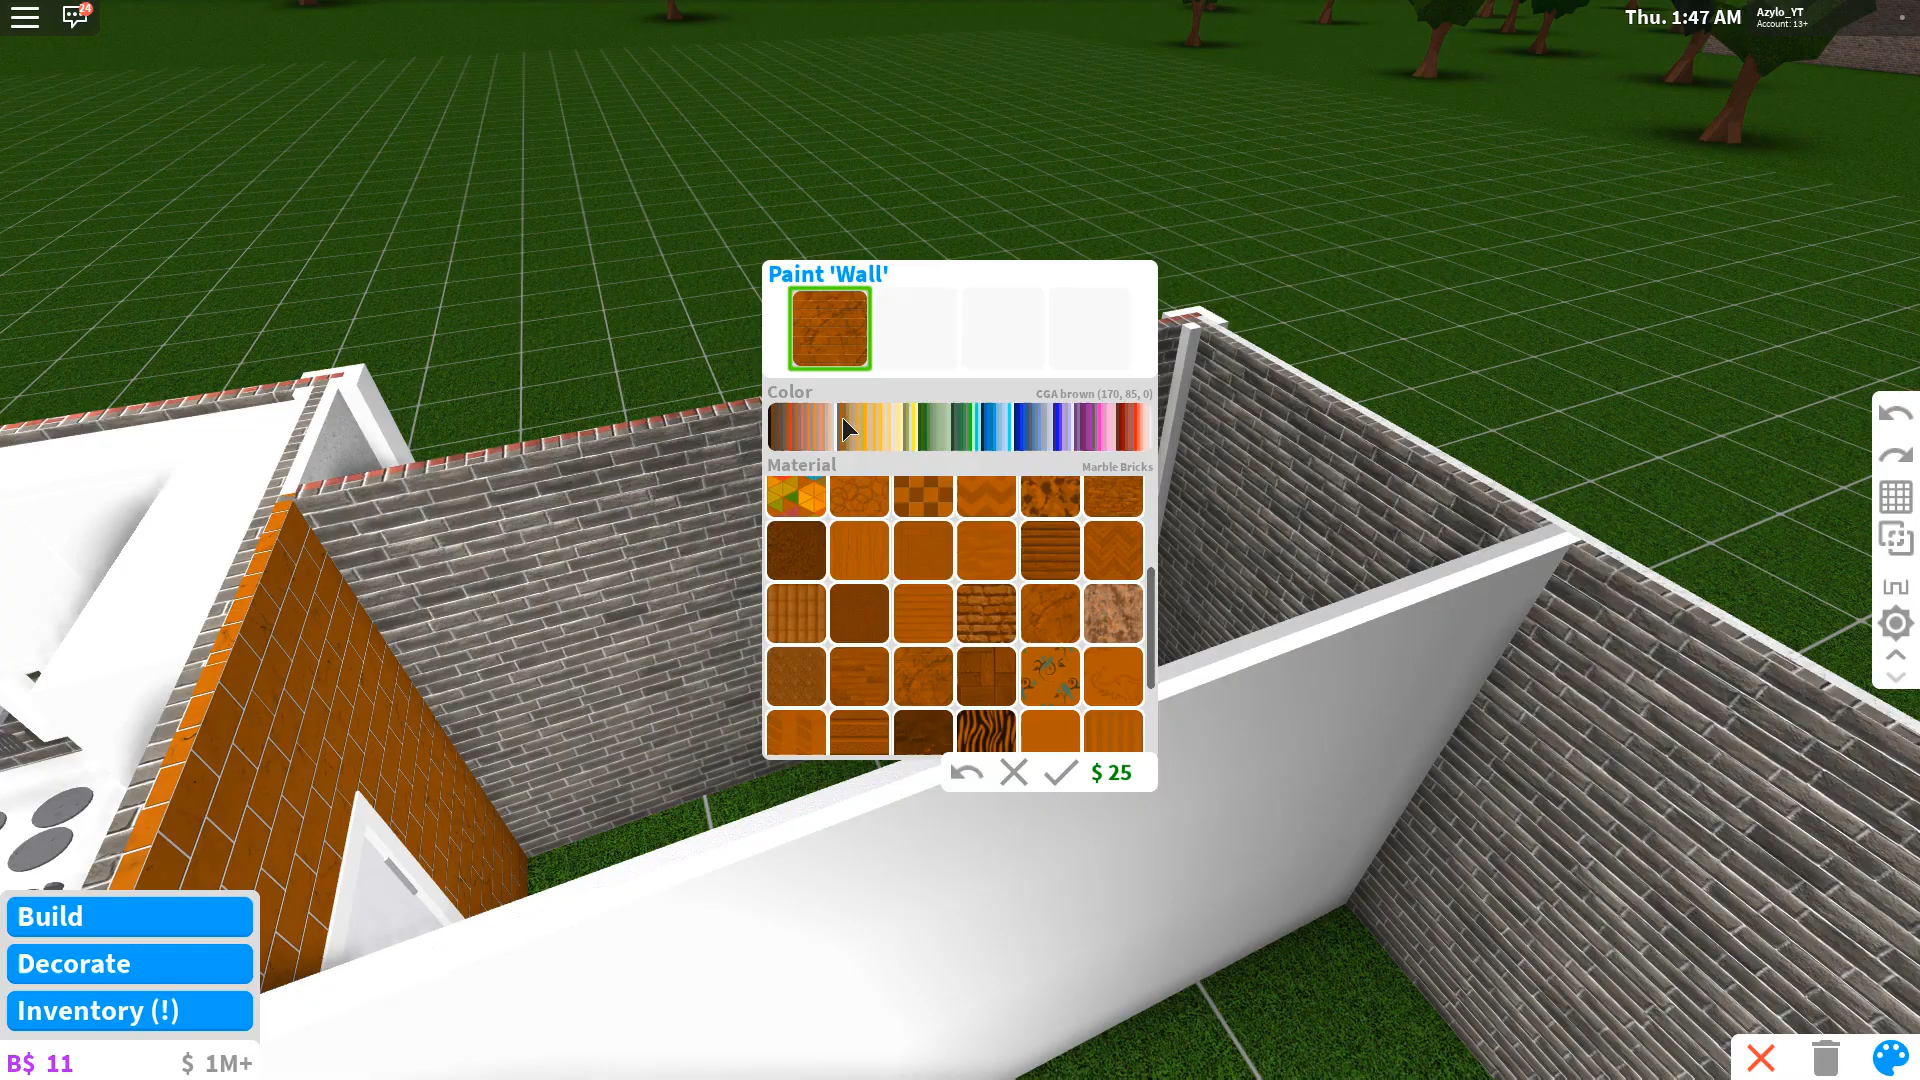 24
Thu. 1:47 AM
Azylo_YT
Account: 13+
Paint 'Wall'
Color
CGA brown (170, 85, 0)
Material
Marble Bricks
$ 25
Build
Decorate
Inventory (!)
B$ 11
$ 1M+